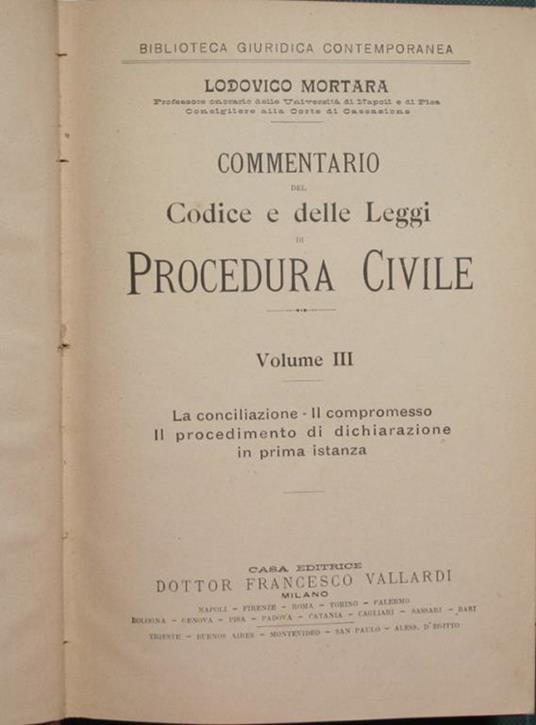 BIBLIOTECA GIURIDICA CONTEMPORANEA
LODOVICO MORTARA
Professore onorario delle Università di Napoli e di Pisa
Consigliere alla Corte di Cassazione
COMMENTARIO
DEL
Codice e delle Leggi
DI
PROCEDURA CIVILE
Volume III
La conciliazione - Il compromesso
Il procedimento di dichiarazione
in prima istanza
CASA EDITRICE
DOTTOR FRANCESCO VALLARDI
MILANO
NAPOLI – FIRENZE – ROMA – TORINO – PALERMO
BOLOGNA – GENOVA – PISA – PADOVA – CATANIA – CAGLIARI – SASSARI – BARI
TRIESTE – BUENOS AIRES – MONTEVIDEO – SAN PAULO – ALESS. D'EGITTO